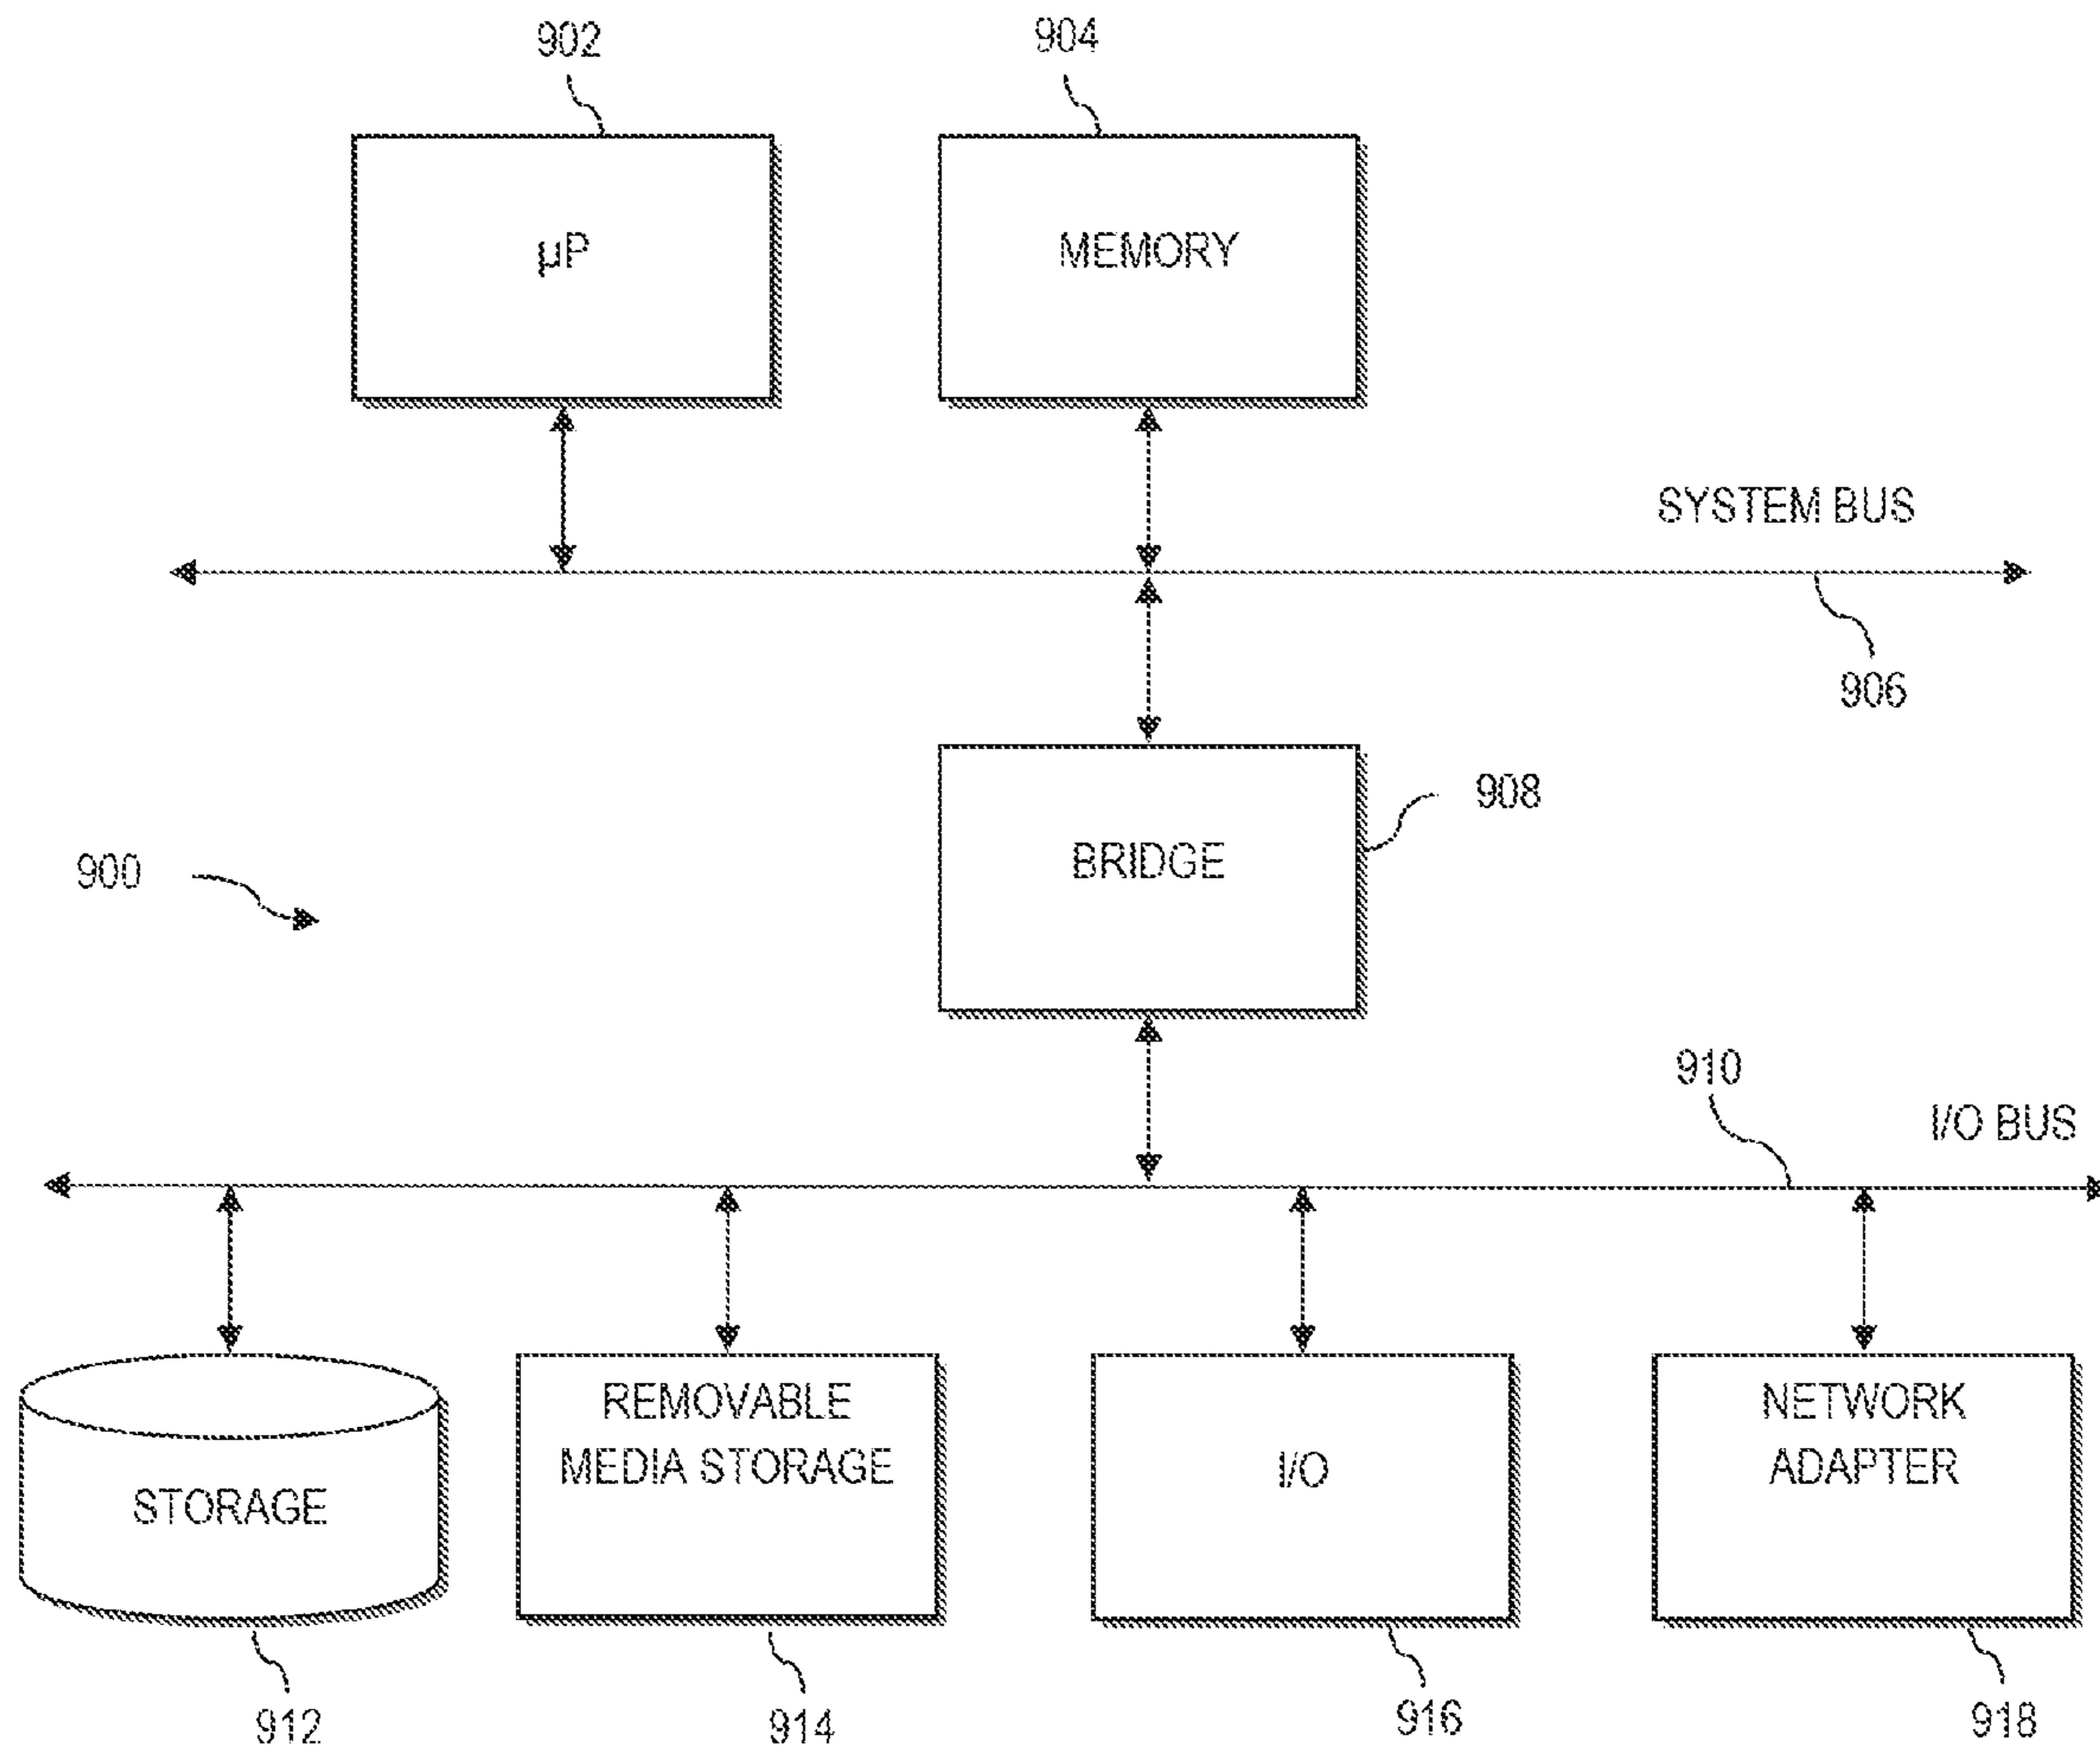 902
904
µP
MEMORY
SYSTEM BUS
906
908
BRIDGE
900
910
I/O BUS
REMOVABLE
MEDIA STORAGE
NETWORK
ADAPTER
I/O
STORAGE
912
914
916
918